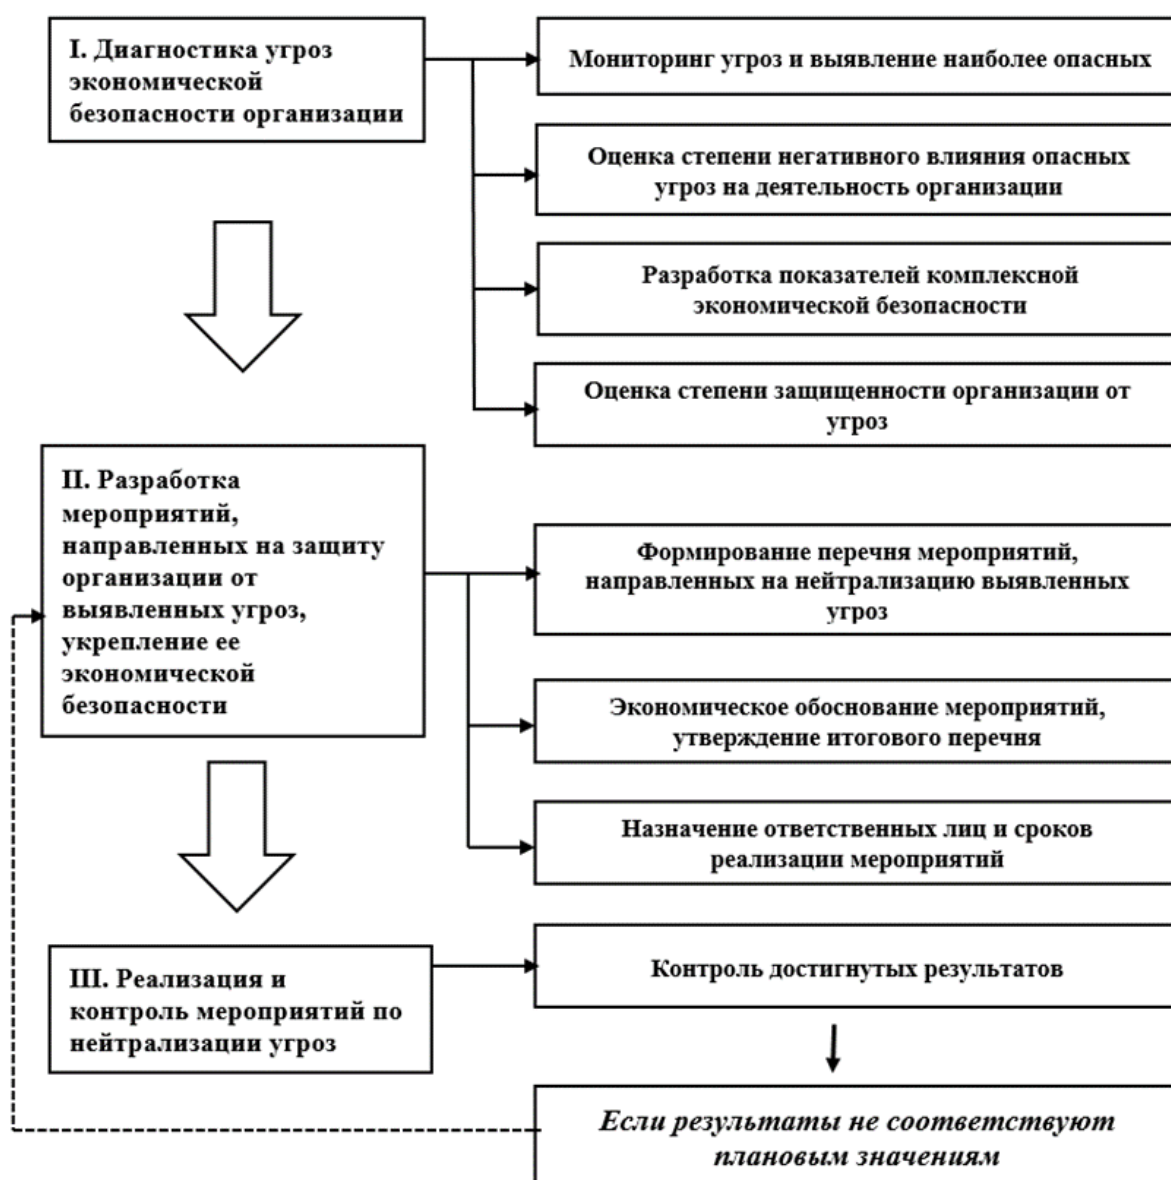 I. Диагностика угроз
экономической
безопасности организации
Мониторинг угроз и выявление наиболее опасных
Оценка степени негативного влияния опасных
угроз на деятельность организации
Разработка показателей комплексной
экономической безопасности
Оценка степени защищенности организации от
угроз
II. Разработка
мероприятий,
направленных на защиту
организации от
выявленных угроз,
укрепление ее
экономической
безопасности
Формирование перечня мероприятий,
направленных на нейтрализацию выявленных
угроз
Экономическое обоснование мероприятий,
утверждение итогового перечня
Назначение ответственных лиц и сроков
реализации мероприятий
III. Реализация и
контроль мероприятий по
нейтрализации угроз
Контроль достигнутых результатов
Если результаты не соответствуют
плановым значениям